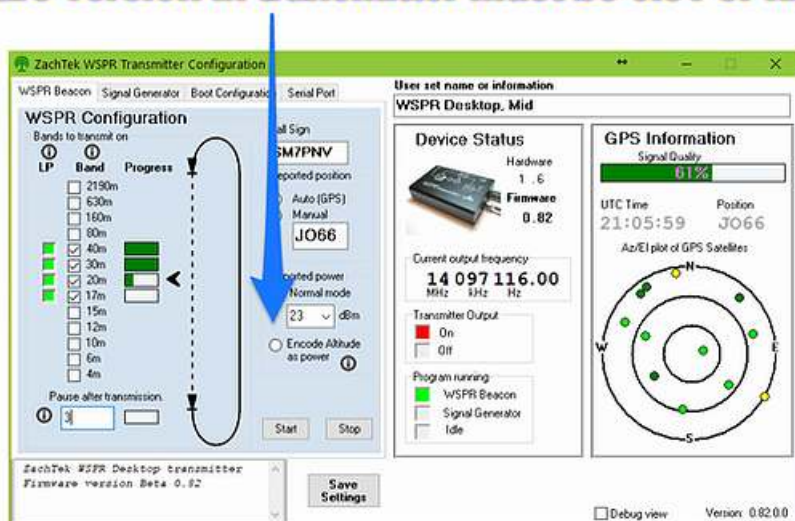 ZachTek WSPR Transmitter Configuration
WSPR Beacon Signal Generator Boot Configuration Serial Port
User set name or information
WSPR Desktop, Mid
WSPR Configuration
Bands to transmit on
LP Band Progress
2190m
630m
160m
80m
40m
30m
20m
17m
15m
12m
10m
6m
4m
Pause after transmission.
3
all Sign
SM7PNV
eported position
Auto (GPS)
Manual
JO66
orted power
Normal mode
23 dBm
Encode Altitude
as power
Start Stop
Device Status
Hardware
1 .6
Firmware
0.82
Current output frequency
14 097 116.00
MHz kHz Hz
Transmitter Output
On
Off
Program running
WSPR Beacon
Signal Generator
Idle
GPS Information
Signal Quality
61%
UTC Time Position
21:05:59 JO66
Az/El plot of GPS Satellites
N
W E
S
ZachTek WSPR Desktop transmitter
Firmware version Beta 0.82
Save
Settings
Debug view Version: 0.82.0.0